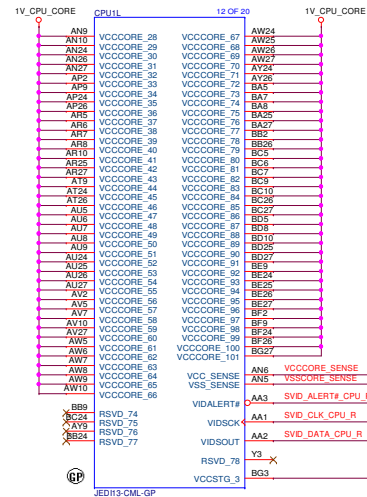 1V_CPU_CORE CPU1L 12 OF 20 1V_CPU_CORE
AN9 VCCCORE_28 VCCCORE_67 AW24
AN10 VCCCORE_29 VCCCORE_68 AW25
AN24 VCCCORE_30 VCCCORE_69 AW26
AN26 VCCCORE_31 VCCCORE_70 AW27
AN27 VCCCORE_32 VCCCORE_71 AY24
AP2 VCCCORE_33 VCCCORE_72 AY26
AP9 VCCCORE_34 VCCCORE_73 BA5
AP24 VCCCORE_35 VCCCORE_74 BA7
AP26 VCCCORE_36 VCCCORE_75 BA8
AR5 VCCCORE_37 VCCCORE_76 BA25
AR6 VCCCORE_38 VCCCORE_77 BA27
AR7 VCCCORE_39 VCCCORE_78 BB2
AR8 VCCCORE_40 VCCCORE_79 BB26
AR10 VCCCORE_41 VCCCORE_80 BC5
AR25 VCCCORE_42 VCCCORE_81 BC6
AR27 VCCCORE_43 VCCCORE_82 BC7
AT9 VCCCORE_44 VCCCORE_83 BC9
AT24 VCCCORE_45 VCCCORE_84 BC10
AT26 VCCCORE_46 VCCCORE_85 BC26
AU5 VCCCORE_47 VCCCORE_86 BC27
AU6 VCCCORE_48 VCCCORE_87 BD5
AU7 VCCCORE_49 VCCCORE_88 BD8
AU8 VCCCORE_50 VCCCORE_89 BD10
AU9 VCCCORE_51 VCCCORE_90 BD25
AU24 VCCCORE_52 VCCCORE_91 BD27
AU25 VCCCORE_53 VCCCORE_92 BE9
AU26 VCCCORE_54 VCCCORE_93 BE24
AU27 VCCCORE_55 VCCCORE_94 BE25
AV2 VCCCORE_56 VCCCORE_95 BE26
AV5 VCCCORE_57 VCCCORE_96 BE27
AV7 VCCCORE_58 VCCCORE_97 BF2
AV10 VCCCORE_59 VCCCORE_98 BF9
AV27 VCCCORE_60 VCCCORE_99 BF24
AW5 VCCCORE_61 VCCCORE_100 BF26
AW6 VCCCORE_62 VCCCORE_101 BG27
AW7 VCCCORE_63
AW8 VCCCORE_64 VCC_SENSE AN6 VCCCORE_SENSE
AW9 VCCCORE_65 VSS_SENSE AN5 VSSCORE_SENSE
AW10 VCCCORE_66
VIDALERT# AA3 SVID_ALERT#_CPU_
BB9 RSVD_74
BC24 RSVD_75 VIDSCK AA1 SVID_CLK_CPU_R
AY9 RSVD_76
BB24 RSVD_77 VIDSOUT AA2 SVID_DATA_CPU_R
RSVD_78 Y3
GP VCCSTG_3 BG3
JEDI13-CML-GP